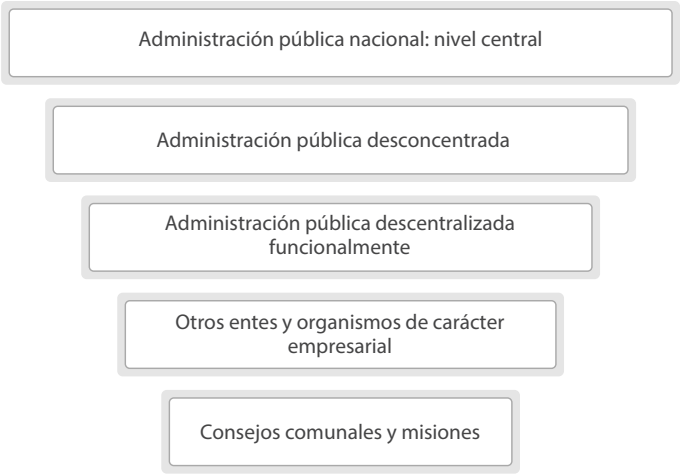 Administración pública nacional: nivel central
Administración pública desconcentrada
Administración pública descentralizada
funcionalmente
Otros entes y organismos de carácter
empresarial
Consejos comunales y misiones